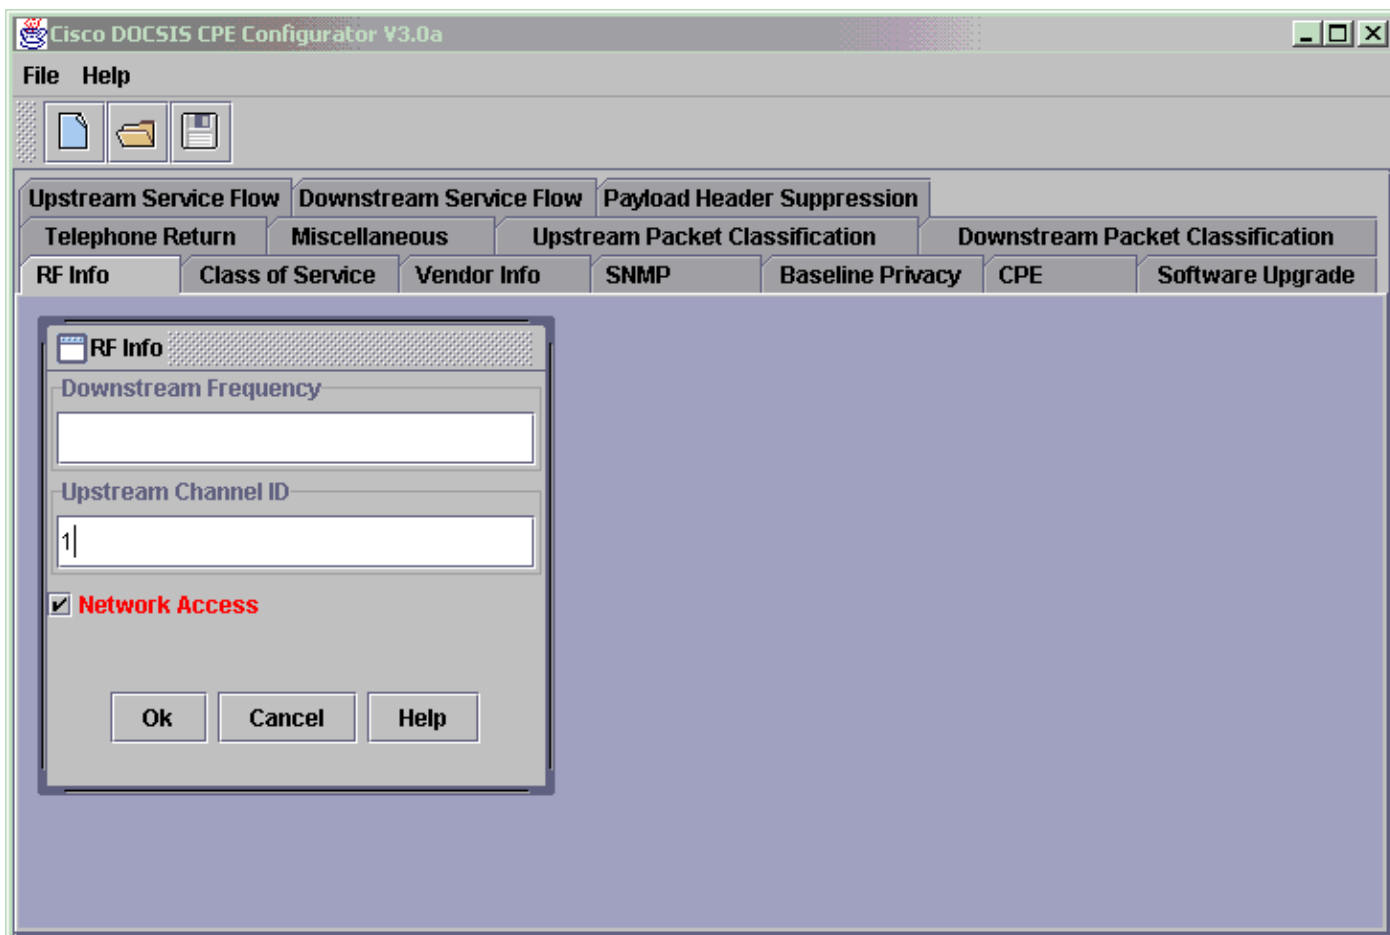 Cisco DOCSIS CPE Configurator V3.0a
File Help
Upstream Service Flow Downstream Service Flow Payload Header Suppression
Telephone Return Miscellaneous Upstream Packet Classification Downstream Packet Classification
RF Info Class of Service Vendor Info SNMP Baseline Privacy CPE Software Upgrade
RF Info
Downstream Frequency
Upstream Channel ID
1
Network Access
Ok Cancel Help